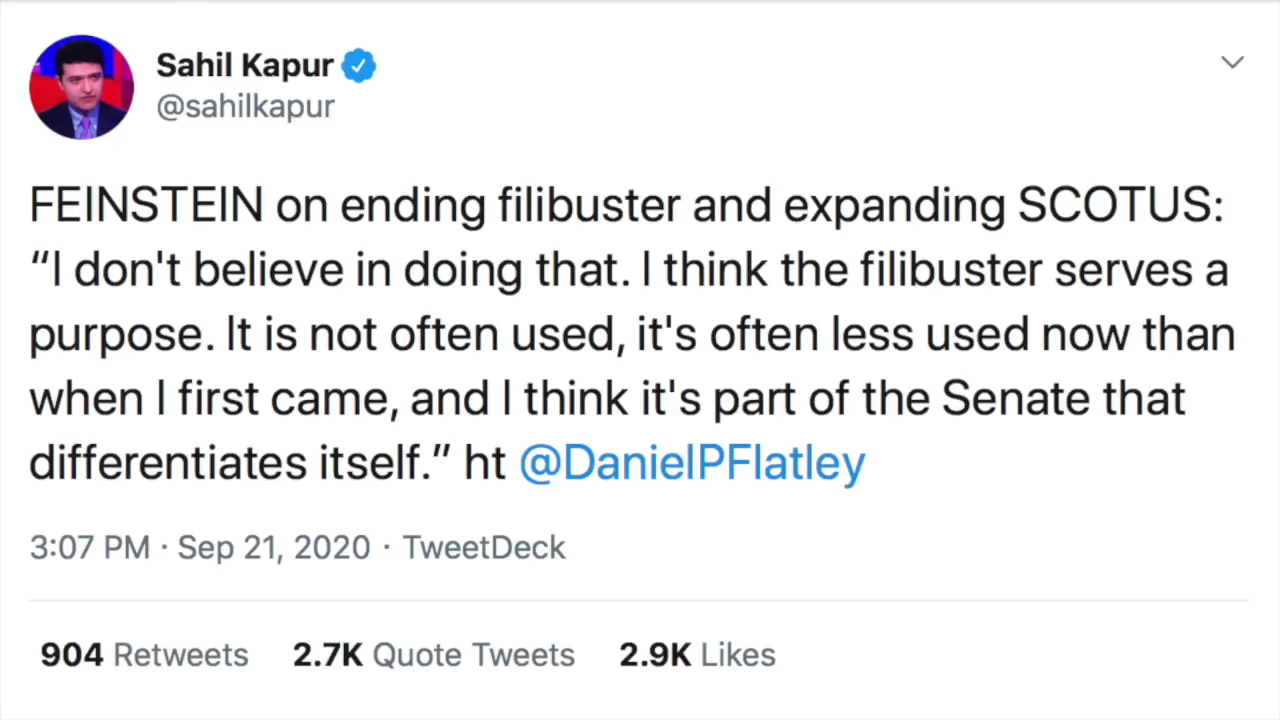 Sahil Kapur
@sahilkapur
FEINSTEIN on ending filibuster and expanding SCOTUS:
“I don't believe in doing that. I think the filibuster serves a
purpose. It is not often used, it's often less used now than
when I first came, and I think it's part of the Senate that
differentiates itself.” ht @DanielPFlatley
3:07 PM · Sep 21, 2020 · TweetDeck
904 Retweets 2.7K Quote Tweets 2.9K Likes